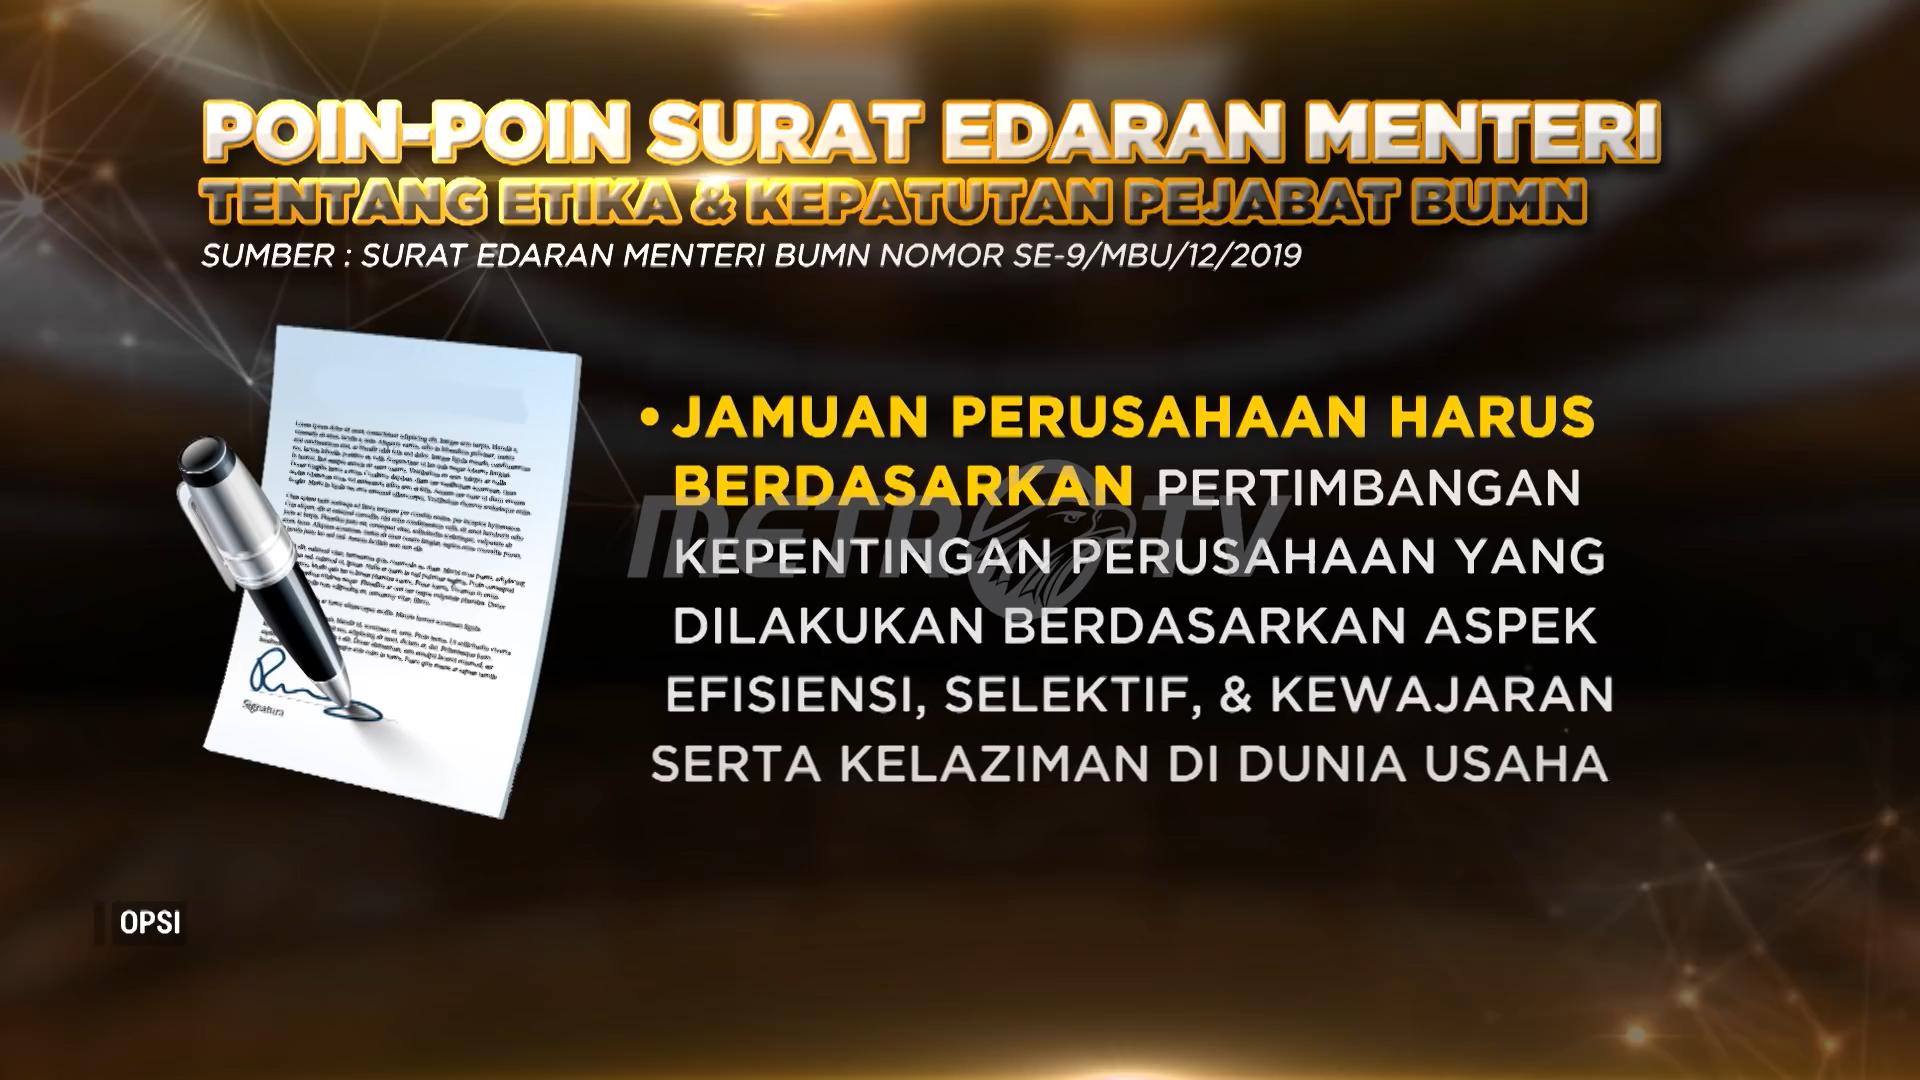 POIN-POIN SURAT EDARAN MENTERI
TENTANG ETIKA & KEPATUTAN PEJABAT BUMN
SUMBER : SURAT EDARAN MENTERI BUMN NOMOR SE-9/MBU/12/2019
• JAMUAN PERUSAHAAN HARUS
BERDASARKAN PERTIMBANGAN
KEPENTINGAN PERUSAHAAN YANG
DILAKUKAN BERDASARKAN ASPEK
EFISIENSI, SELEKTIF, & KEWAJARAN
SERTA KELAZIMAN DI DUNIA USAHA
METRO TV
Signatura
OPSI